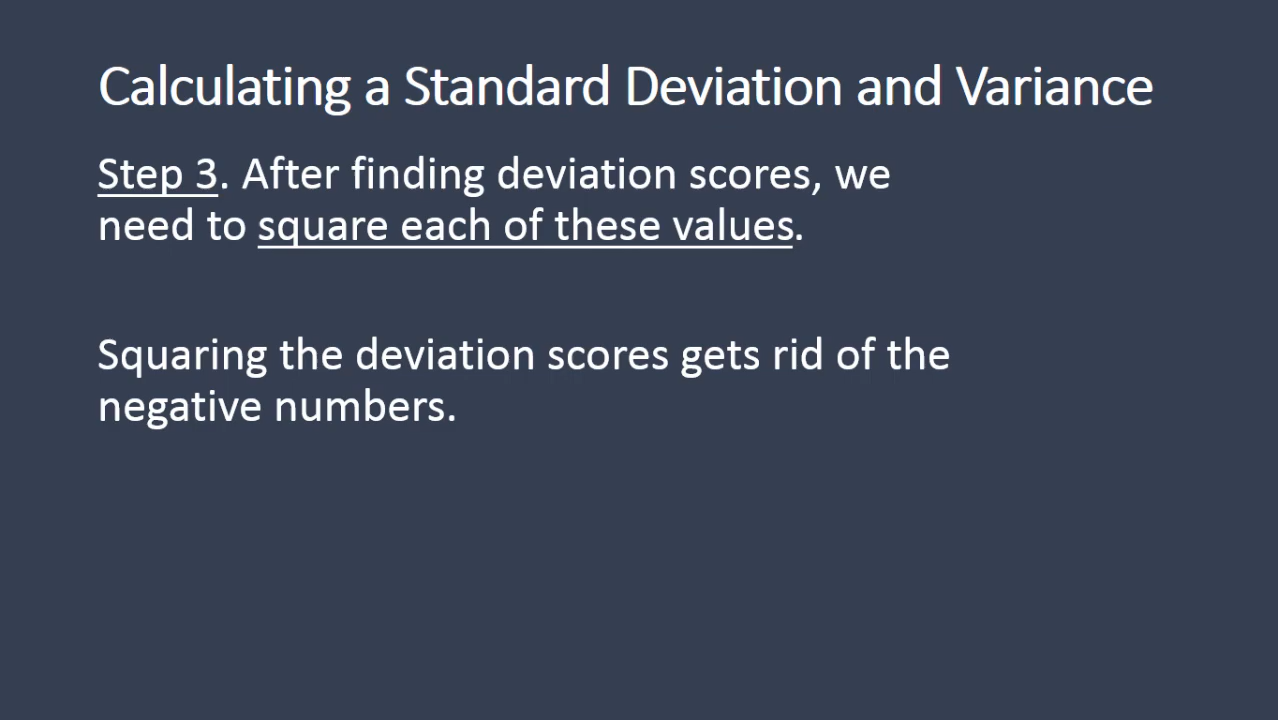 Calculating a Standard Deviation and Variance
Step 3. After finding deviation scores, we
need to square each of these values.
Squaring the deviation scores gets rid of the
negative numbers.